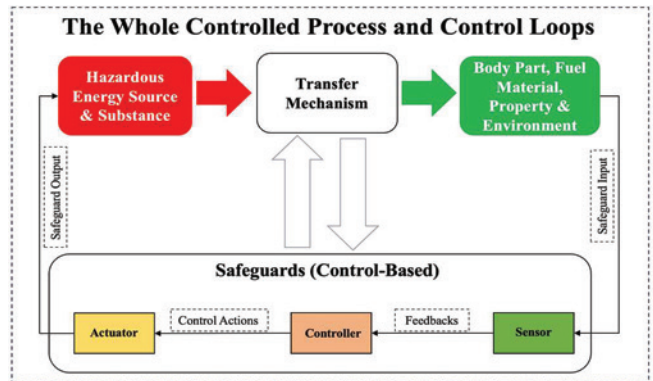 The Whole Controlled Process and Control Loops
Hazardous
Energy Source
& Substance
Transfer
Mechanism
Body Part, Fuel
Material,
Property &
Environment
Safeguard Output
Safeguard Input
Safeguards (Control-Based)
Actuator
Control Actions
Controller
Feedbacks
Sensor